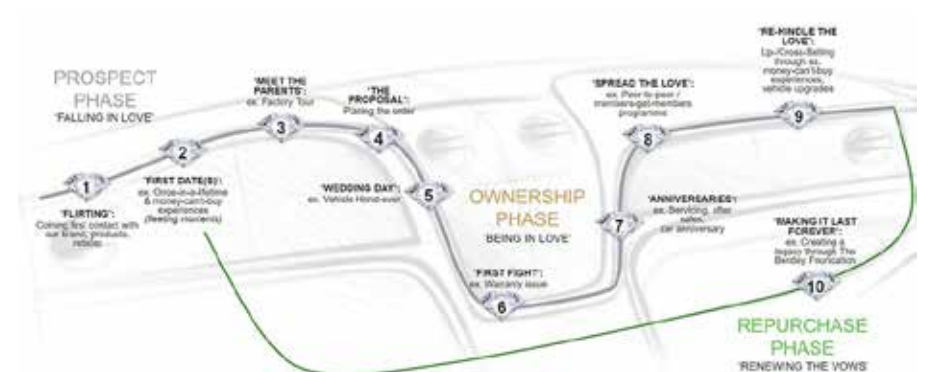 PROSPECT
PHASE
'FALLING IN LOVE'
1
'FLIRTING':
Coming first contact with
our brand, products,
retailer
2
'FIRST DATE(S)':
ex. Once-in-a-lifetime
& money-can't-buy
experiences
(feeling moments)
3
'MEET THE
PARENTS':
ex. Factory Tour
4
'THE
PROPOSAL':
Placing the order
5
'WEDDING DAY':
ex. Vehicle Hand-over
OWNERSHIP
PHASE
'BEING IN LOVE'
6
'FIRST FIGHT':
ex. Warranty issue
7
'ANNIVERSARIES':
ex. Servicing, after
sales,
car anniversary
8
'SPREAD THE LOVE':
ex. Peer-to-peer /
members-get-members
programme
9
'RE-KINDLE THE
LOVE':
Up-/Cross-Selling
through ex.
money-can't-buy
experiences,
vehicle upgrades
10
'MAKING IT LAST
FOREVER':
ex. Creating a
legacy through The
Bentley Foundation
REPURCHASE
PHASE
'RENEWING THE VOWS'